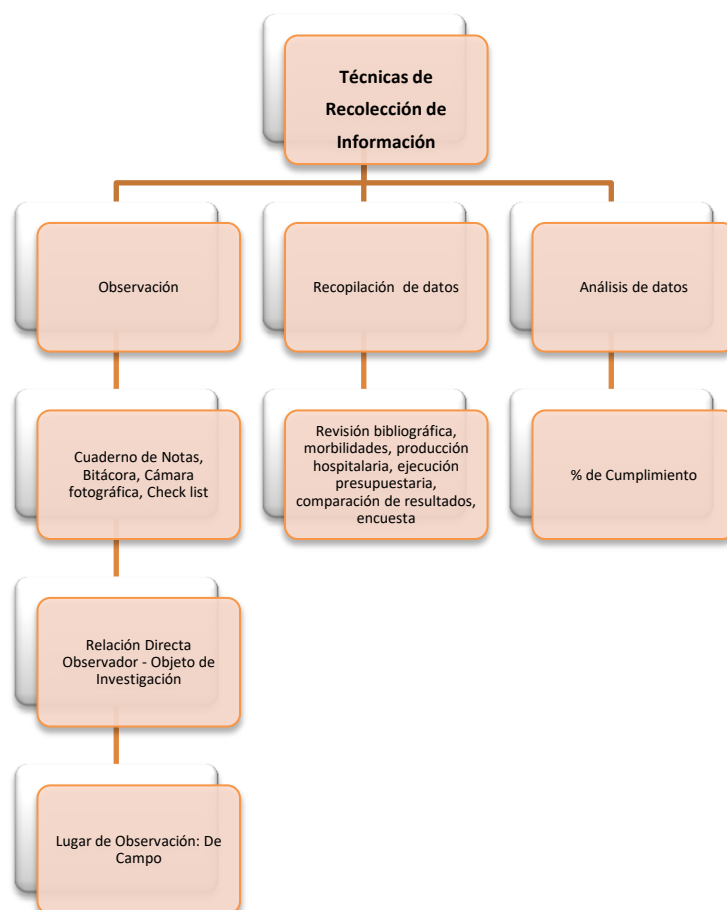 Técnicas de
Recolección de
Información
Observación
Recopilación de datos
Análisis de datos
Cuaderno de Notas,
Bitácora, Cámara
fotográfica, Check list
Revisión bibliográfica,
morbilidades, producción
hospitalaria, ejecución
presupuestaria,
comparación de resultados,
encuesta
% de Cumplimiento
Relación Directa
Observador - Objeto de
Investigación
Lugar de Observación: De
Campo